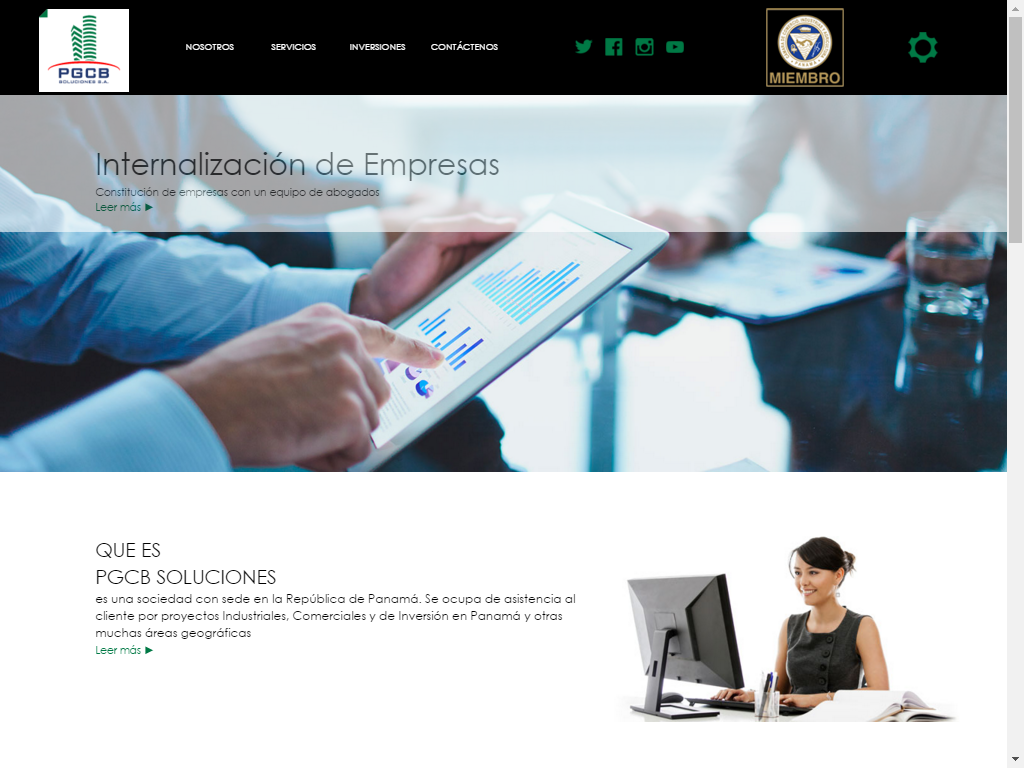 PGCB
SOLUCIONES S.A.
NOSOTROS
SERVICIOS
INVERSIONES
CONTÁCTENOS
MIEMBRO
Internalización de Empresas
Constitución de empresas con un equipo de abogados
Leer más ►
QUE ES
PGCB SOLUCIONES
es una sociedad con sede en la República de Panamá. Se ocupa de asistencia al
cliente por proyectos Industriales, Comerciales y de Inversión en Panamá y otras
muchas áreas geográficas
Leer más ►